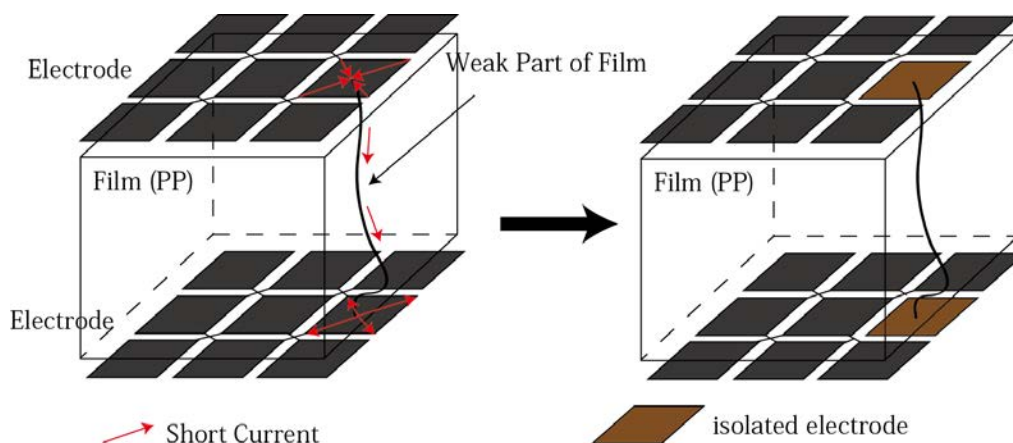 Electrode
Weak Part of Film
Film (PP)
Electrode
Short Current
Film (PP)
isolated electrode